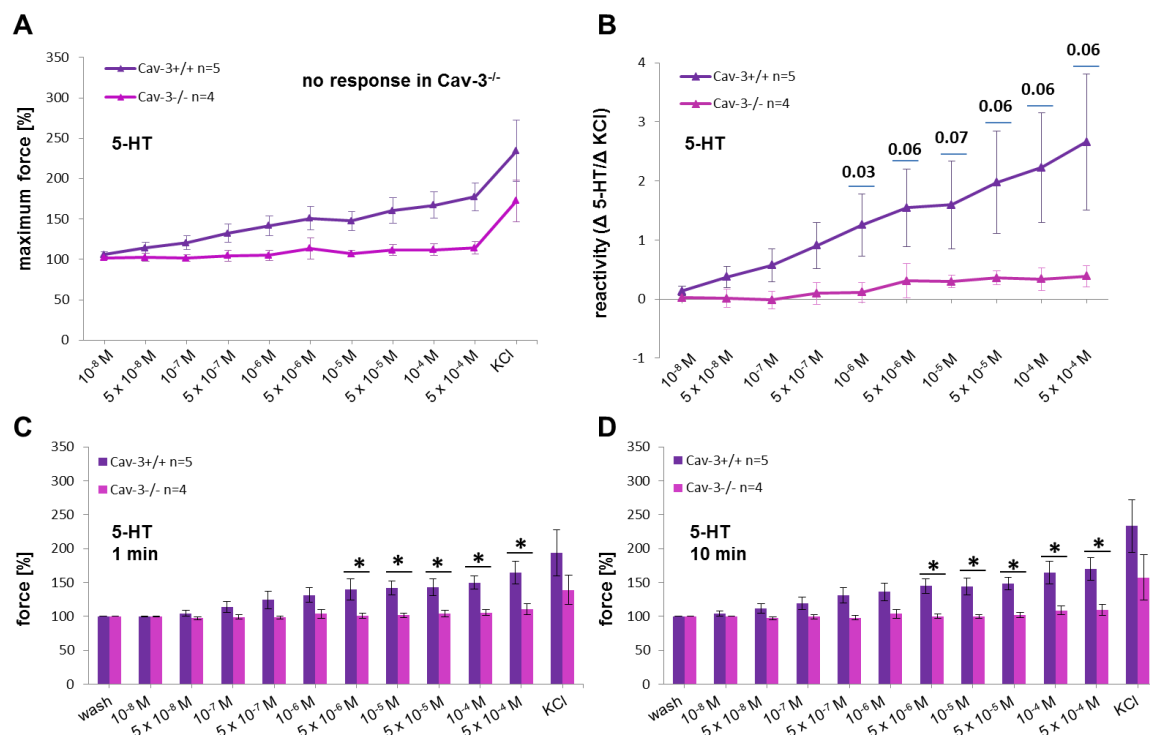 A
350
300
250
200
150
100
50
0
maximum force [%]
Cav-3+/+ n=5
Cav-3-/- n=4
no response in Cav-3⁻/⁻
5-HT
10⁻⁸ M
5 x 10⁻⁸ M
10⁻⁷ M
5 x 10⁻⁷ M
10⁻⁶ M
5 x 10⁻⁶ M
10⁻⁵ M
5 x 10⁻⁵ M
10⁻⁴ M
5 x 10⁻⁴ M
KCl
B
4
3
2
1
0
-1
reactivity (Δ 5-HT/Δ KCl)
Cav-3+/+ n=5
Cav-3-/- n=4
5-HT
0.03
0.06
0.07
0.06
0.06
0.06
10⁻⁸ M
5 x 10⁻⁸ M
10⁻⁷ M
5 x 10⁻⁷ M
10⁻⁶ M
5 x 10⁻⁶ M
10⁻⁵ M
5 x 10⁻⁵ M
10⁻⁴ M
5 x 10⁻⁴ M
C
350
300
250
200
150
100
50
0
force [%]
Cav-3+/+ n=5
Cav-3-/- n=4
5-HT
1 min
* * * * *
wash
10⁻⁸ M
5 x 10⁻⁸ M
10⁻⁷ M
5 x 10⁻⁷ M
10⁻⁶ M
5 x 10⁻⁶ M
10⁻⁵ M
5 x 10⁻⁵ M
10⁻⁴ M
5 x 10⁻⁴ M
KCl
D
350
300
250
200
150
100
50
0
force [%]
Cav-3+/+ n=5
Cav-3-/- n=4
5-HT
10 min
* * * * *
wash
10⁻⁸ M
5 x 10⁻⁸ M
10⁻⁷ M
5 x 10⁻⁷ M
10⁻⁶ M
5 x 10⁻⁶ M
10⁻⁵ M
5 x 10⁻⁵ M
10⁻⁴ M
5 x 10⁻⁴ M
KCl